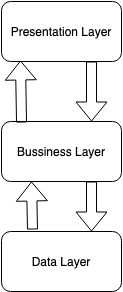 Presentation Layer
Bussiness Layer
Data Layer